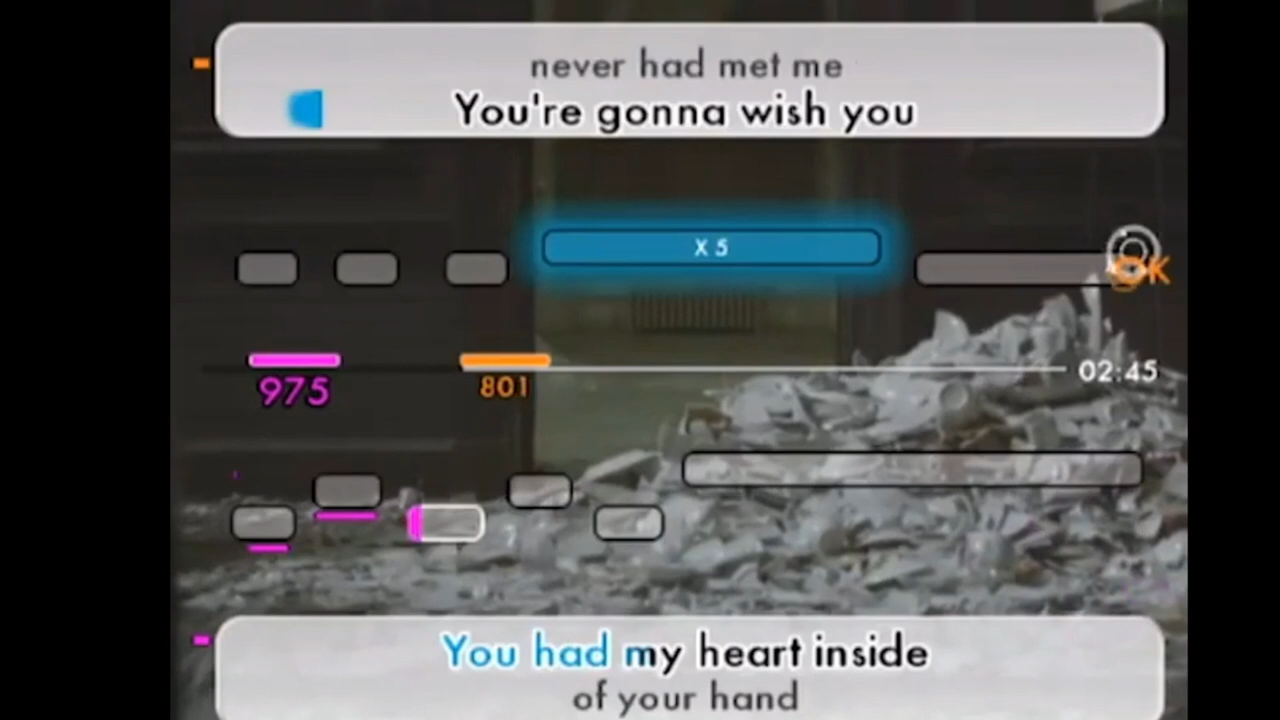 never had met me
You're gonna wish you
X 5
OK
975
801
02:45
You had my heart inside
of your hand